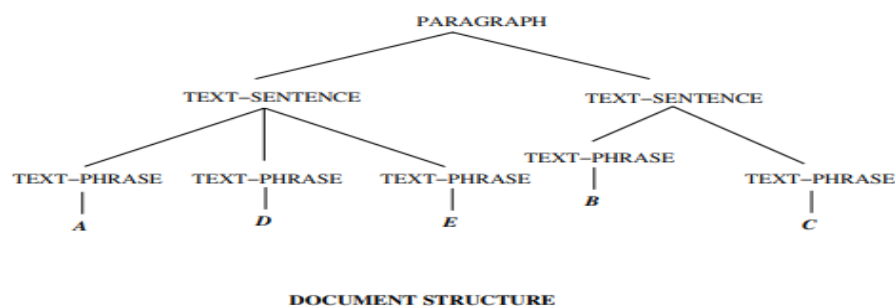 PARAGRAPH
TEXT–SENTENCE TEXT–SENTENCE
TEXT–PHRASE TEXT–PHRASE TEXT–PHRASE TEXT–PHRASE TEXT–PHRASE
A D E B C
DOCUMENT STRUCTURE